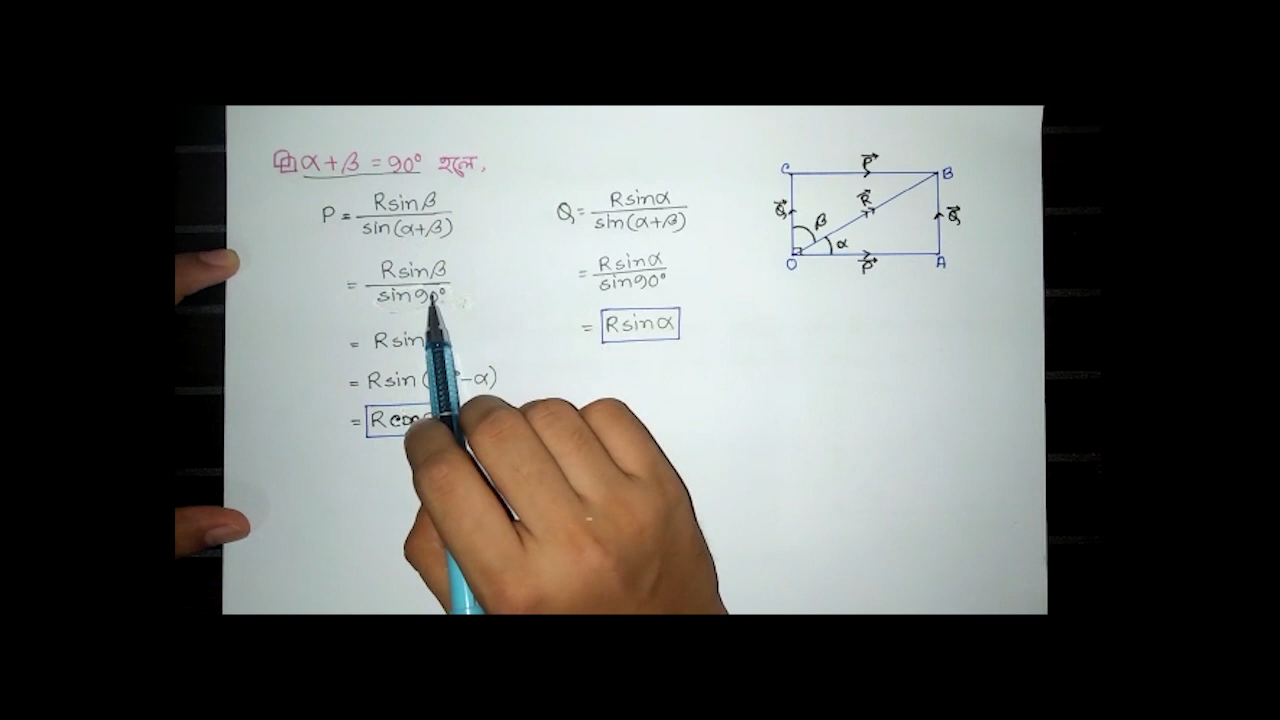 α+β = 90° হলে,
P = Rsinβ / sin(α+β)
= Rsinβ / sin90°
= Rsin
= Rsin ( -α)
= R
Q = Rsinα / sin(α+β)
= Rsinα / sin90°
= Rsinα
C P⃗ B
Q⃗ β R⃗ α Q⃗
O P⃗ A